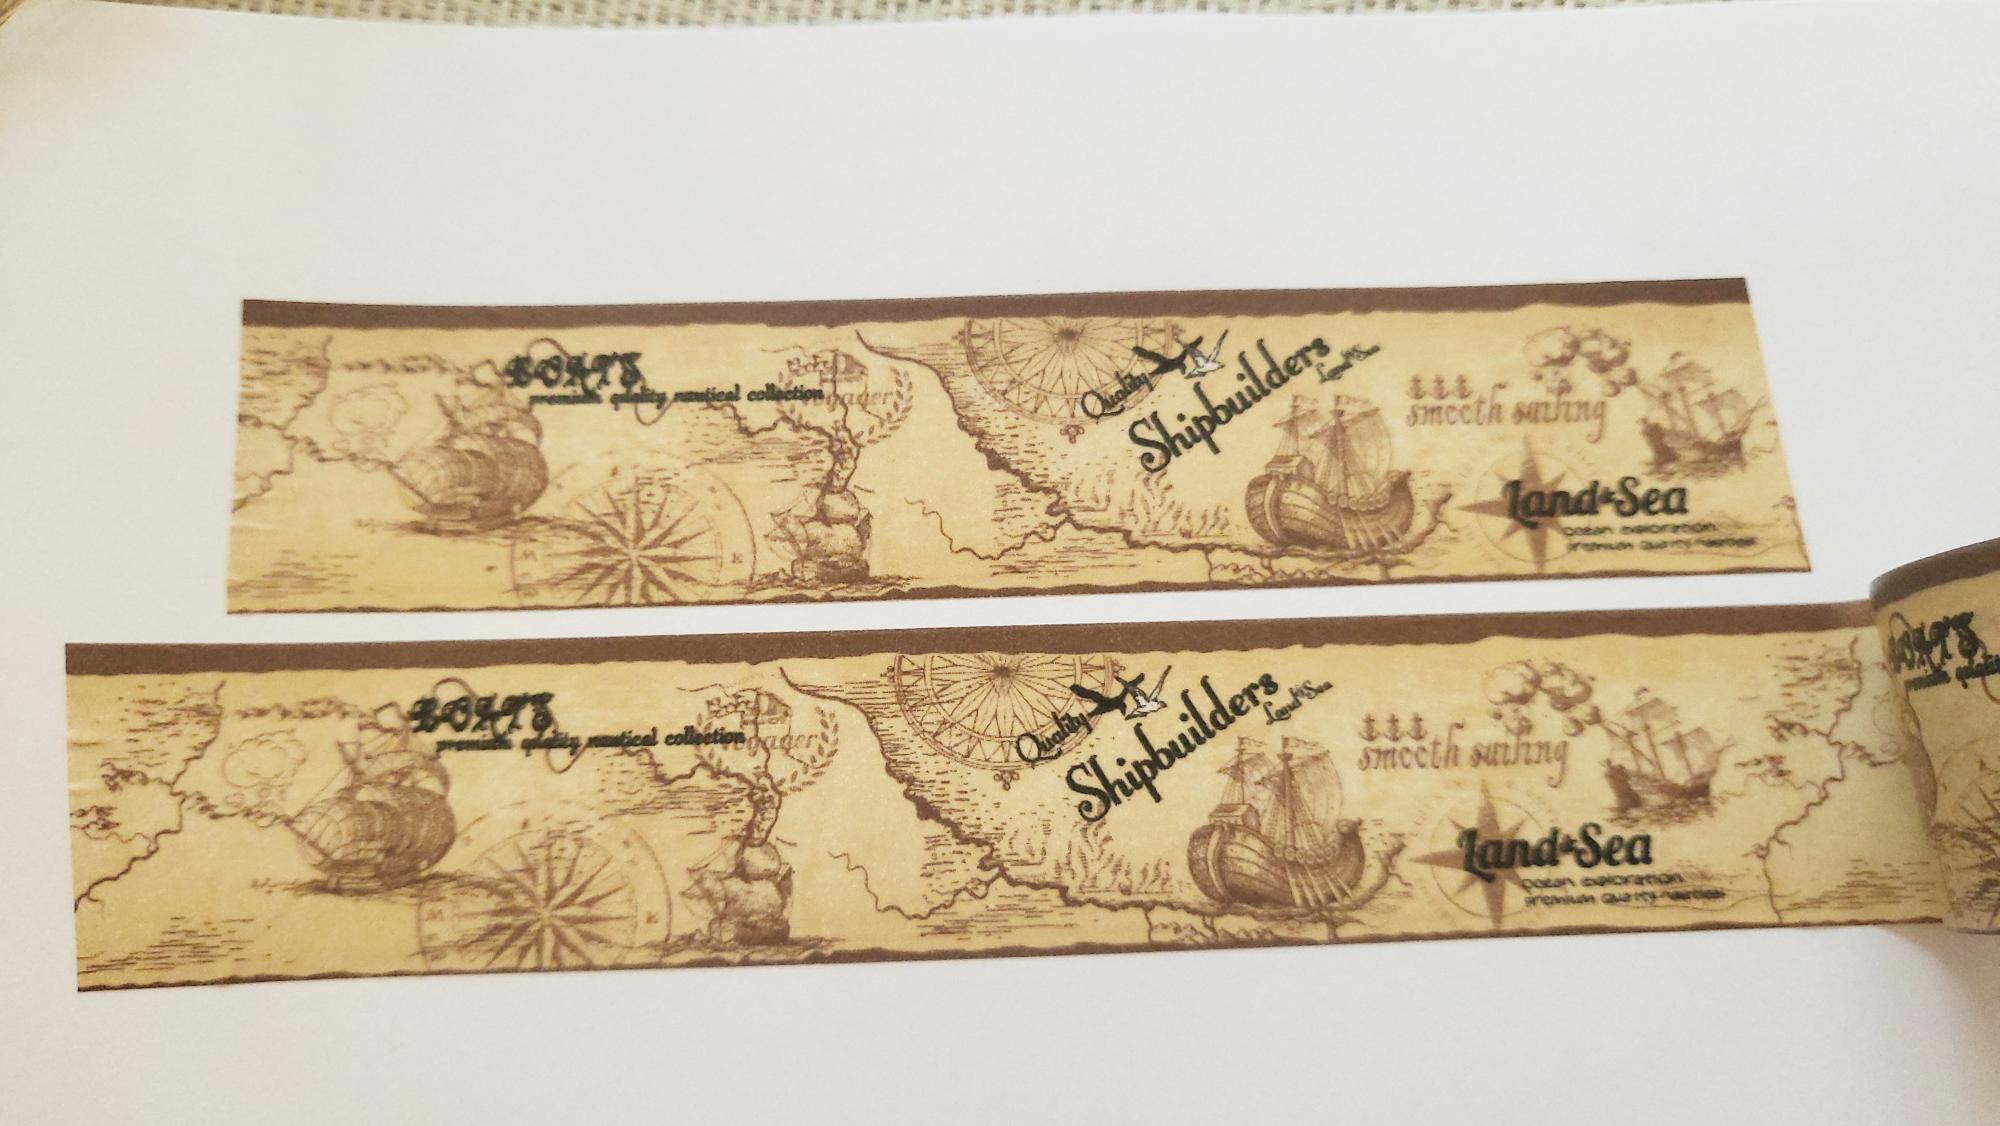 BOATS
premium quality nautical collection
Voyager
Quality
Shipbuilders
Land & Sea
smooth sailing
Land & Sea
ocean exploration
premium quality
BOATS
premium quality nautical collection
Voyager
Quality
Shipbuilders
Land & Sea
smooth sailing
Land & Sea
ocean exploration
premium quality
BOATS
premium quality